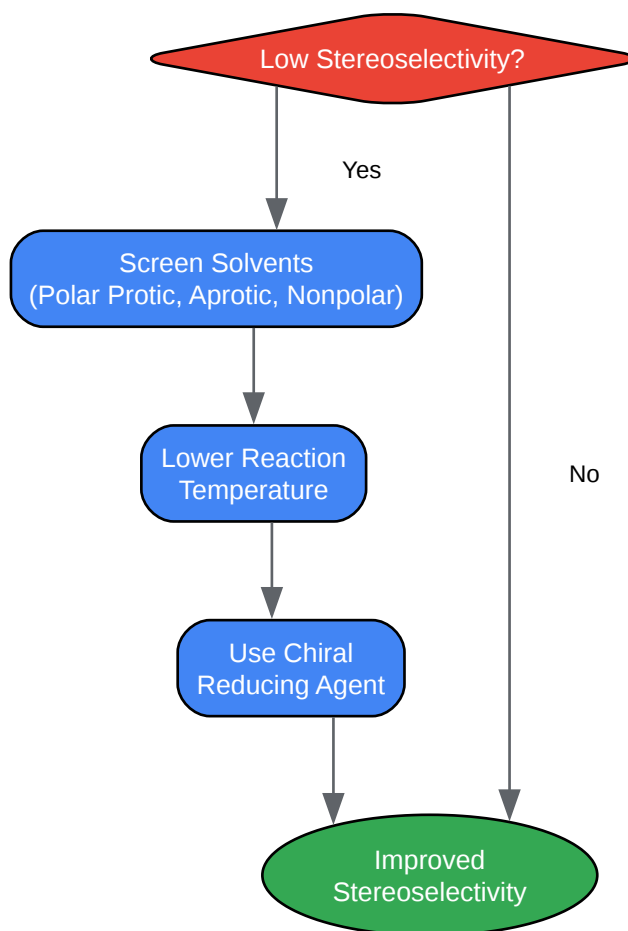 Low Stereoselectivity?
Yes
Screen Solvents
(Polar Protic, Aprotic, Nonpolar)
Lower Reaction
Temperature
No
Use Chiral
Reducing Agent
Improved
Stereoselectivity